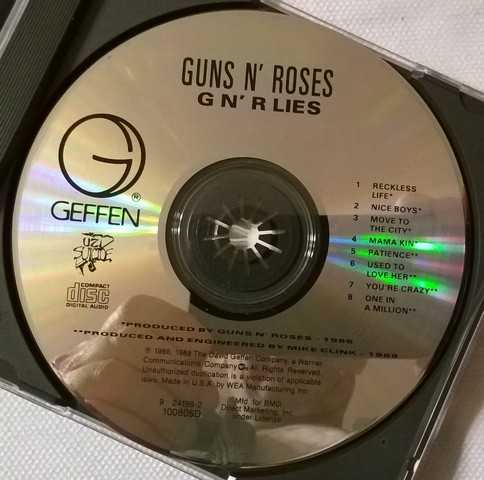 GUNS N' ROSES
G N' R LIES
GEFFEN
®
UZI
SUICIDE
COMPACT
disc
DIGITAL AUDIO
1 RECKLESS
LIFE*
2 NICE BOYS*
3 MOVE TO
THE CITY*
4 MAMA KIN*
5 PATIENCE**
6 USED TO
LOVE HER**
7 YOU'RE CRAZY**
8 ONE IN
A MILLION**
*PRODUCED BY GUNS N' ROSES - 1986
**PRODUCED AND ENGINEERED BY MIKE CLINK - 1988
℗ 1986, 1988 The David Geffen Company, a Warner
Communications Company. All Rights Reserved.
Unauthorized duplication is a violation of applicable
laws. Made in U.S.A. by WEA Manufacturing Inc.
9 24198-2
100805D
Mfd. for BMG
Direct Marketing, Inc.
Under License